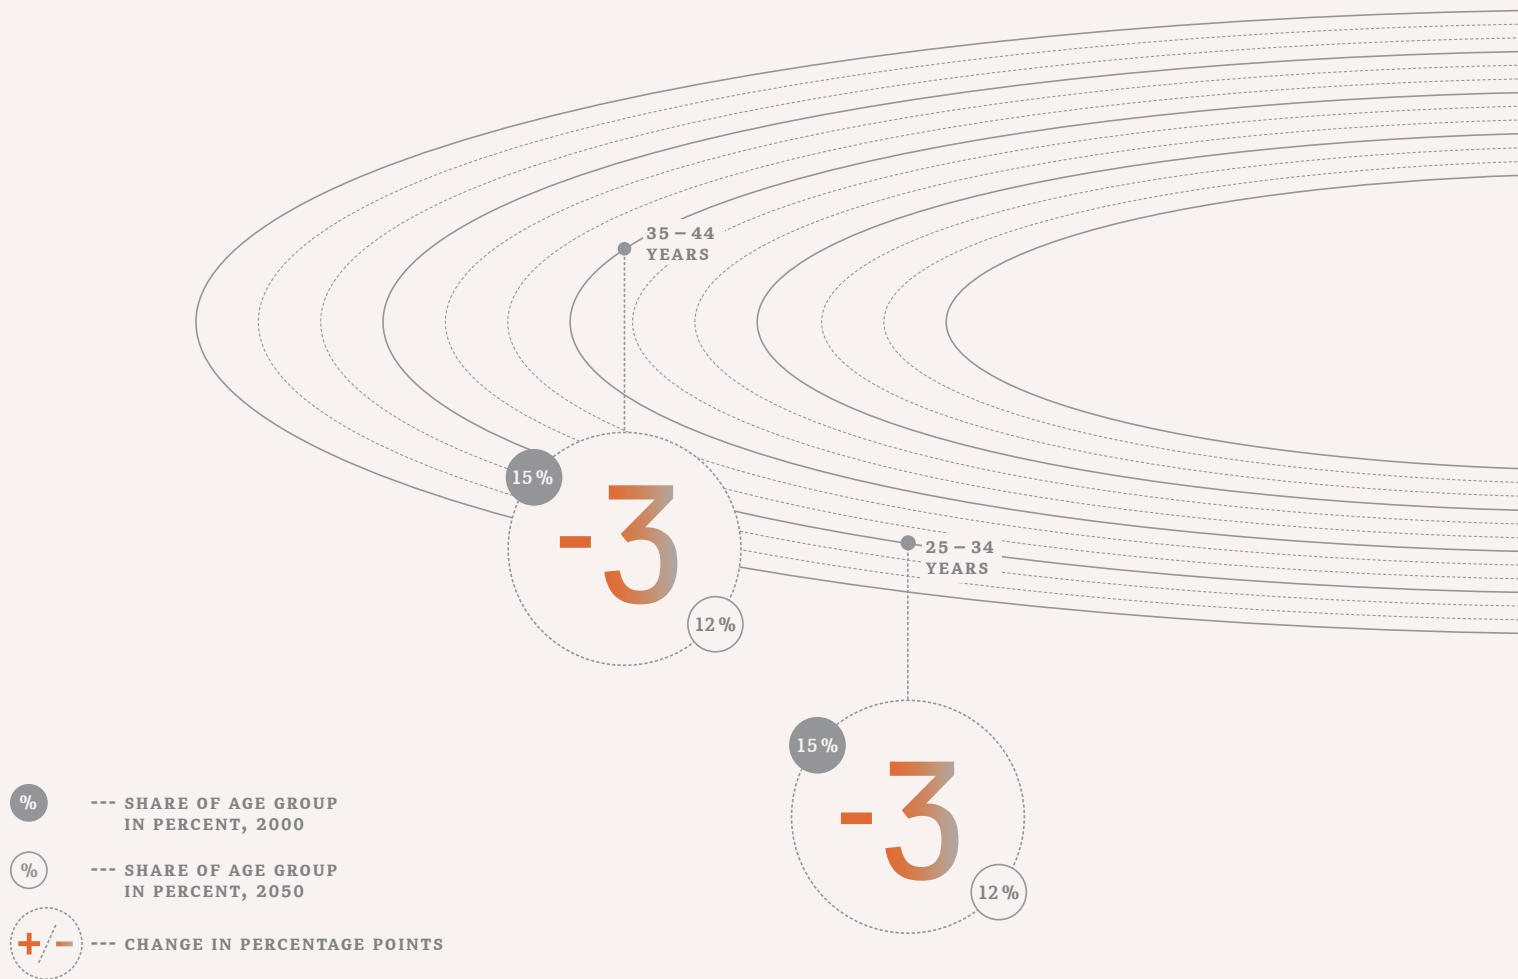 35 – 44
YEARS
15 %
-3
12 %
25 – 34
YEARS
15 %
-3
12 %
% --- SHARE OF AGE GROUP
IN PERCENT, 2000
% --- SHARE OF AGE GROUP
IN PERCENT, 2050
+/- --- CHANGE IN PERCENTAGE POINTS